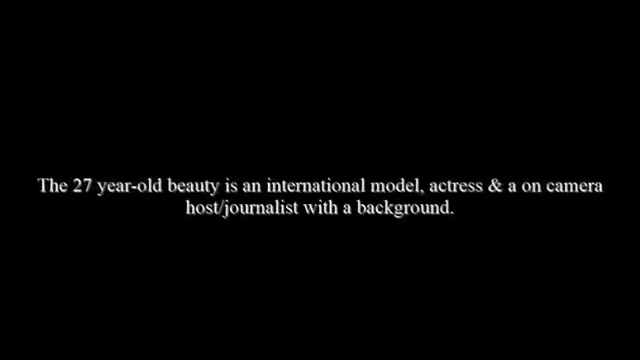 The 27 year-old beauty is an international model, actress & a on camera
host/journalist with a background.